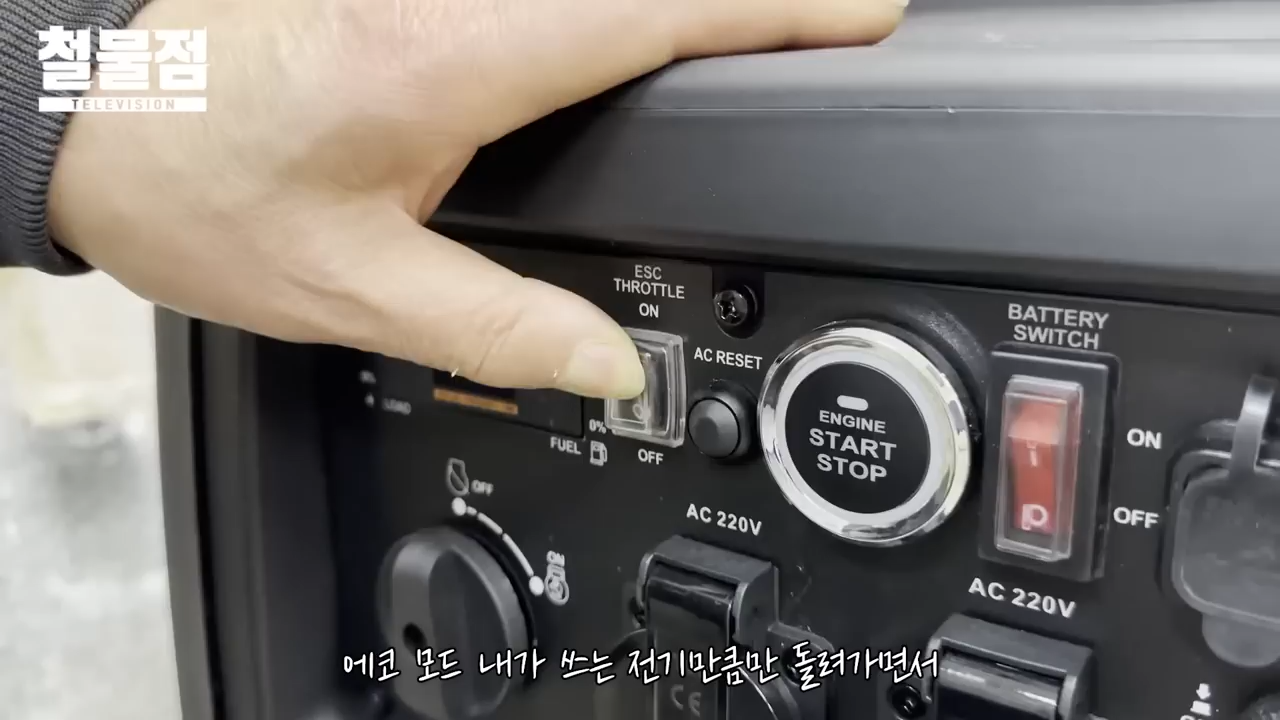 철물점
TELEVISION
ESC
THROTTLE
ON
BATTERY
SWITCH
AC RESET
LOAD
0%
FUEL
OFF
ENGINE
START
STOP
ON
OFF
OFF
ON
AC 220V
AC 220V
CE
에코 모드 내가 쓰는 전기만큼만 돌려가면서